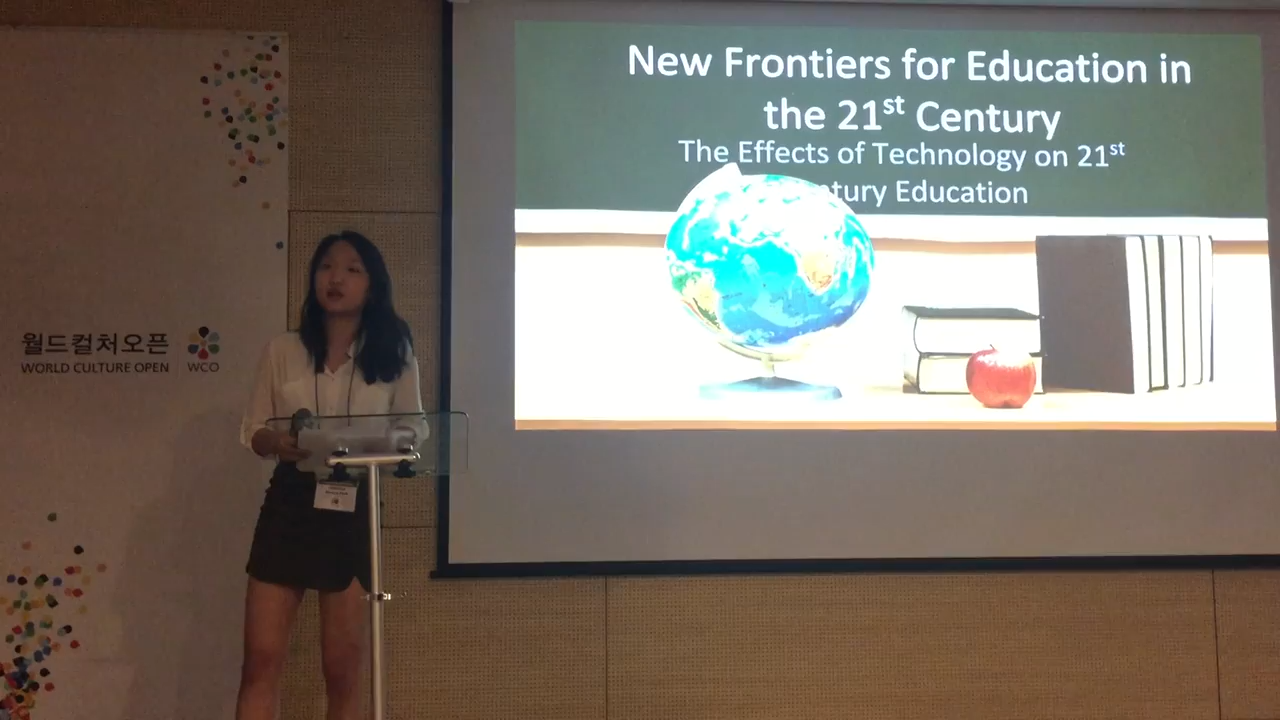 New Frontiers for Education in
the 21st Century
The Effects of Technology on 21st
tury Education
월드컬처오픈
WORLD CULTURE OPEN
WCO